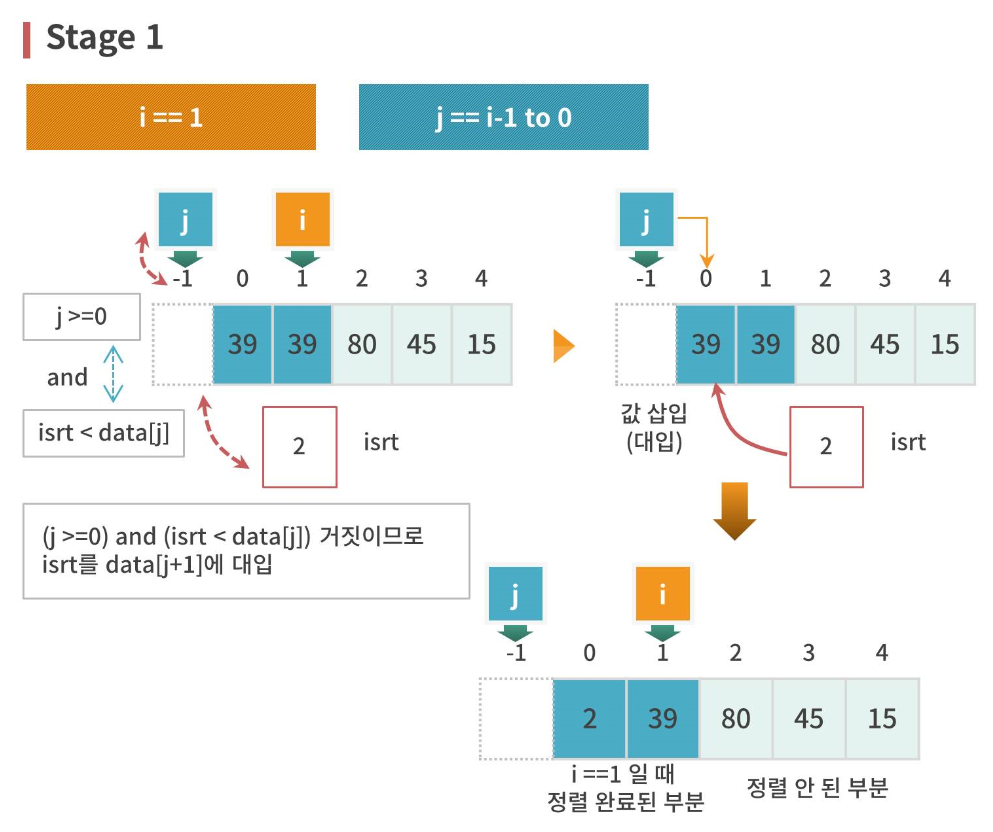 Stage 1
i == 1
j == i-1 to 0
j
i
-1 0 1 2 3 4
j >=0
and
isrt < data[j]
39 39 80 45 15
2
isrt
j
-1 0 1 2 3 4
39 39 80 45 15
값 삽입
(대입)
2
isrt
(j >=0) and (isrt < data[j]) 거짓이므로
isrt를 data[j+1]에 대입
j
i
-1 0 1 2 3 4
2 39 80 45 15
i ==1 일 때
정렬 완료된 부분
정렬 안 된 부분